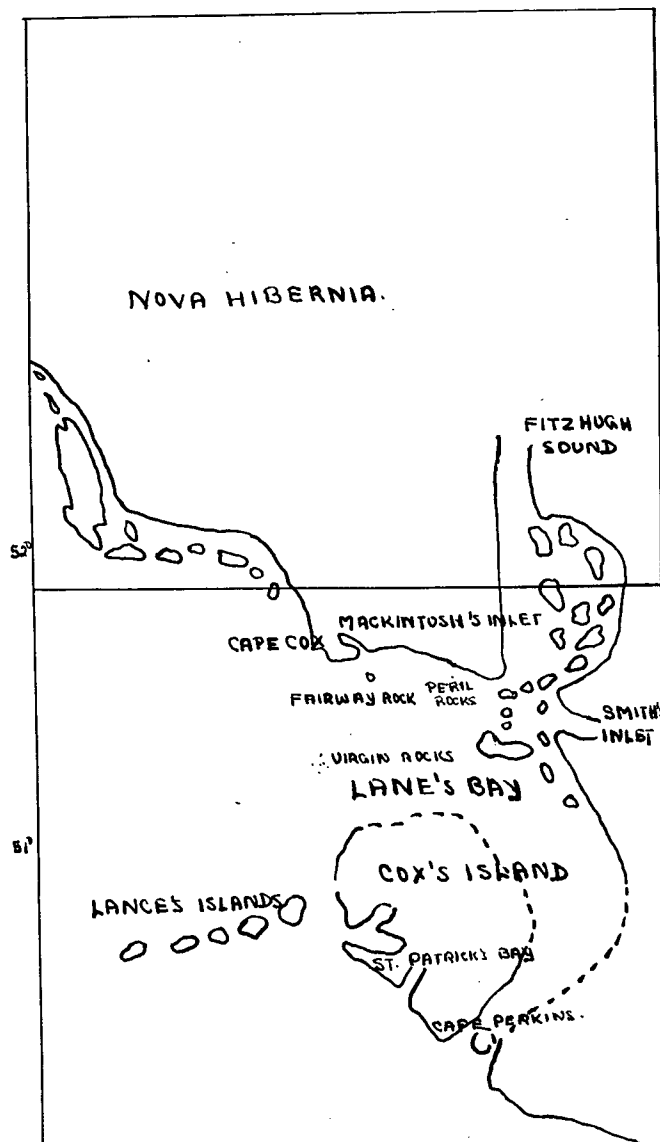 NOVA HIBERNIA.
FITZHUGH
SOUND
52°
MACKINTOSH'S INLET
CAPE COX
FAIRWAY ROCK
PERIL
ROCKS
SMITH'S
INLET
VIRGIN ROCKS
LANE'S BAY
51°
COX'S ISLAND
LANCE'S ISLANDS
ST. PATRICK'S BAY
CAPE PERKINS.